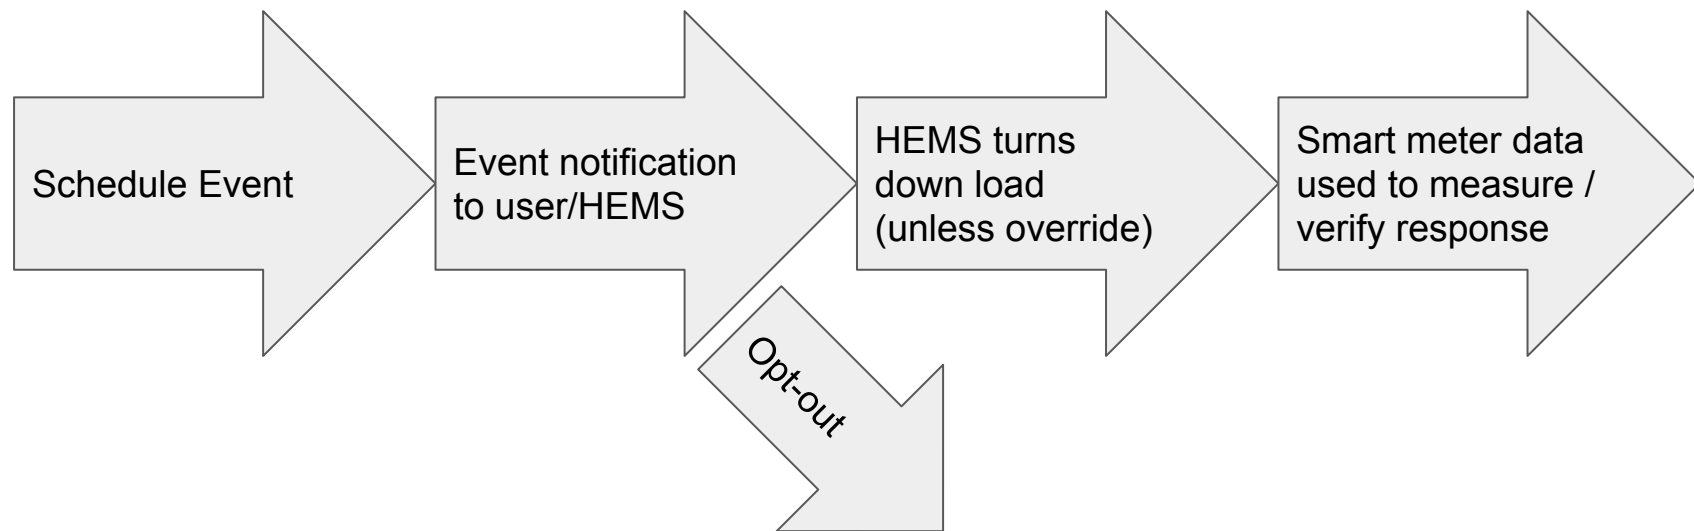 Schedule Event
Event notification
to user/HEMS
HEMS turns
down load
(unless override)
Smart meter data
used to measure /
verify response
Opt-out